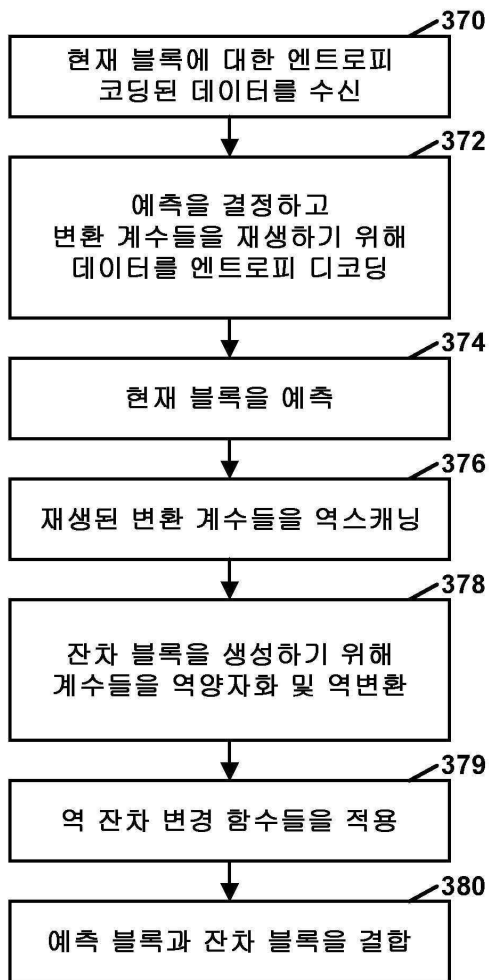 370
현재 블록에 대한 엔트로피
코딩된 데이터를 수신
372
예측을 결정하고
변환 계수들을 재생하기 위해
데이터를 엔트로피 디코딩
374
현재 블록을 예측
376
재생된 변환 계수들을 역스캐닝
378
잔차 블록을 생성하기 위해
계수들을 역양자화 및 역변환
379
역 잔차 변경 함수들을 적용
380
예측 블록과 잔차 블록을 결합